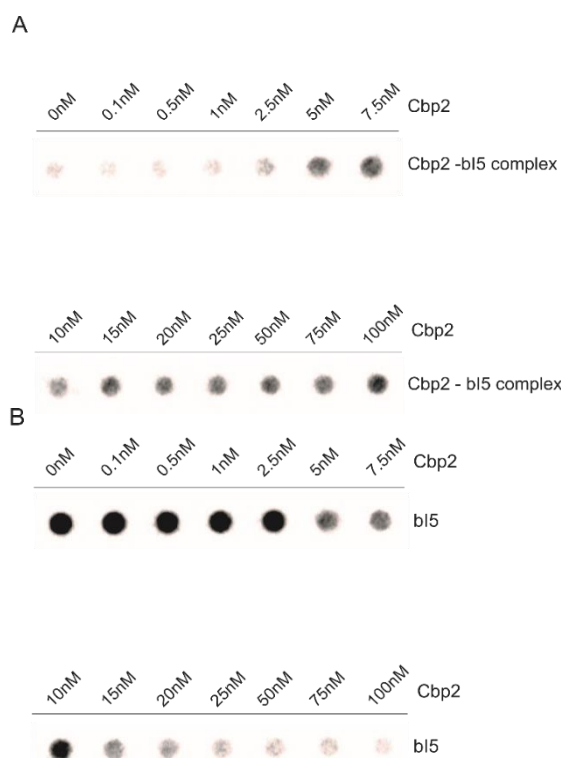 A
0nM 0.1nM 0.5nM 1nM 2.5nM 5nM 7.5nM Cbp2
Cbp2 -bI5 complex
10nM 15nM 20nM 25nM 50nM 75nM 100nM Cbp2
Cbp2 - bI5 complex
B
0nM 0.1nM 0.5nM 1nM 2.5nM 5nM 7.5nM Cbp2
bI5
10nM 15nM 20nM 25nM 50nM 75nM 100nM Cbp2
bI5